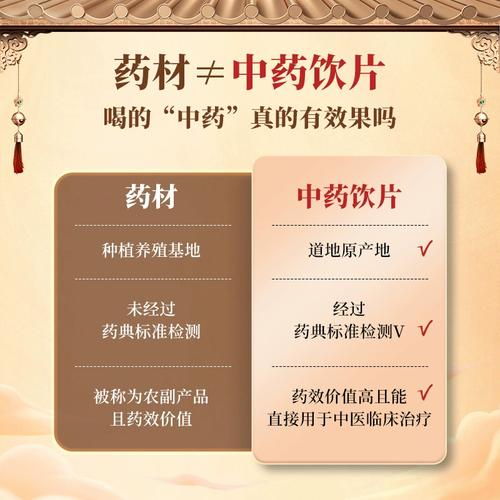 药材≠中药饮片
喝的“中药”真的有效果吗
药材
种植养殖基地
未经过
药典标准检测
被称为农副产品
且药效价值
中药饮片
道地原产地
经过
药典标准检测V
药效价值高且能
直接用于中医临床治疗